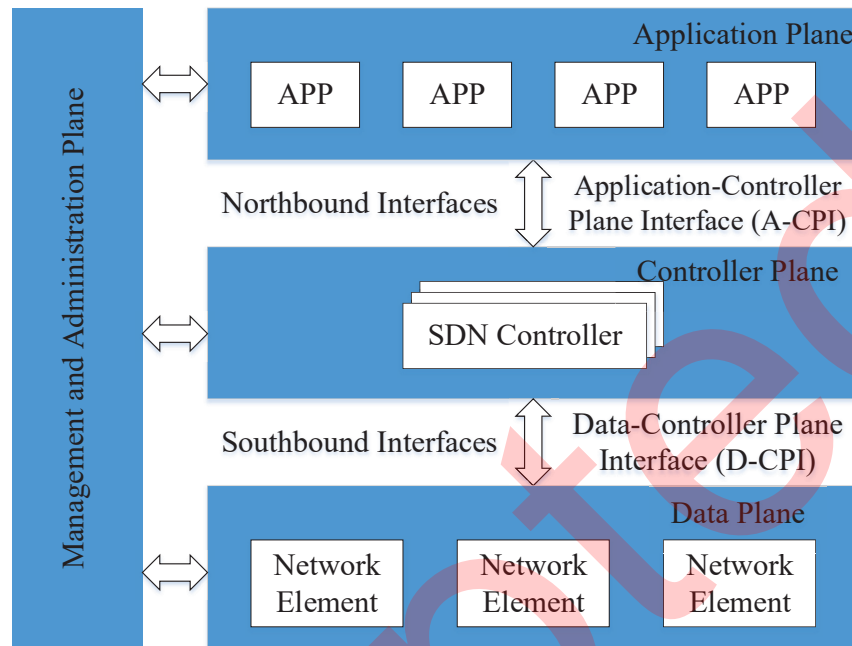 Management and Administration Plane
Application Plane
APP
APP
APP
APP
Northbound Interfaces
Application-Controller
Plane Interface (A-CPI)
Controller Plane
SDN Controller
Southbound Interfaces
Data-Controller Plane
Interface (D-CPI)
Data Plane
Network
Element
Network
Element
Network
Element